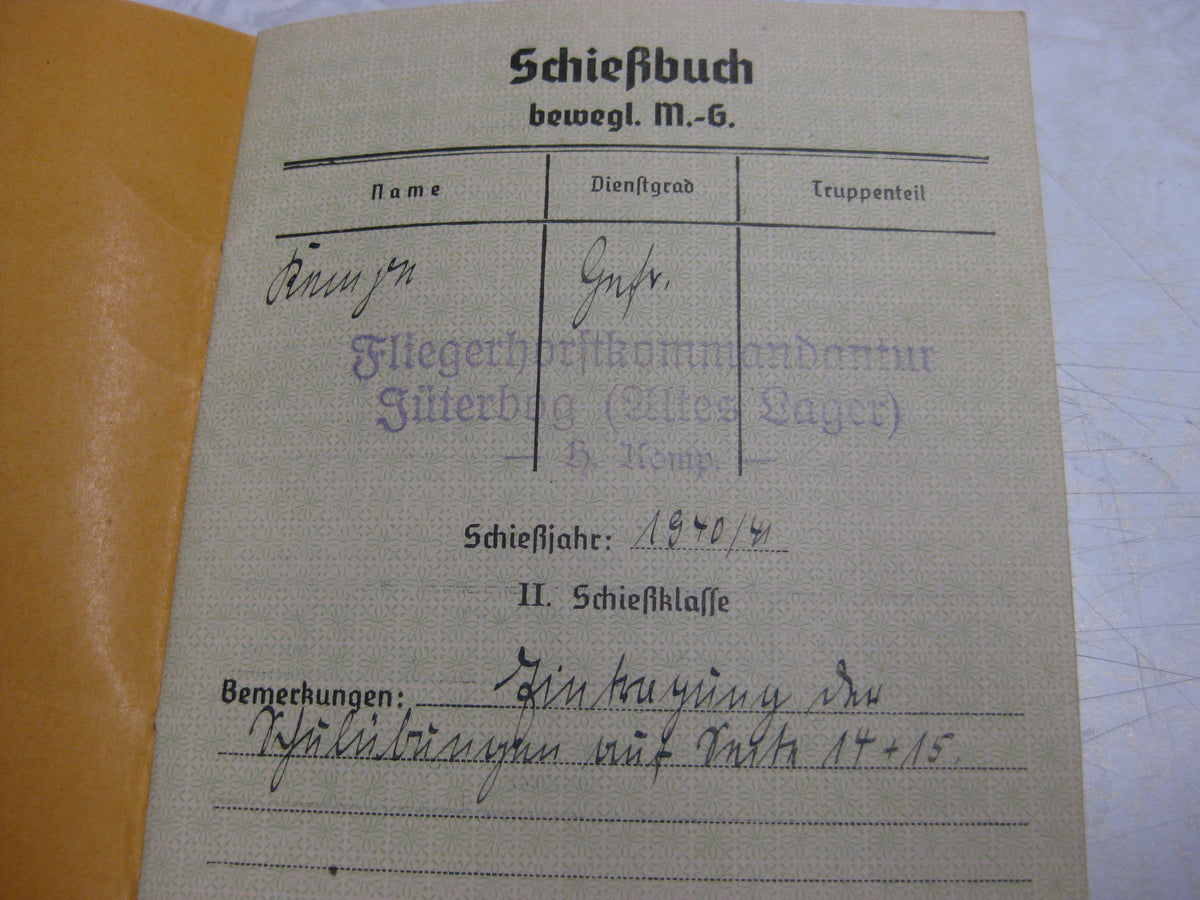 Schießbuch
bewegl. M.-G.
Name Dienstgrad Truppenteil
Gefr.
Fliegerhorstkommandantur
Jüterbog (Altes Lager)
— H. Komp. —
Schießjahr: 1940/41
II. Schießklasse
Bemerkungen: Eintragung der
Schulübungen auf Seite 14 + 15.